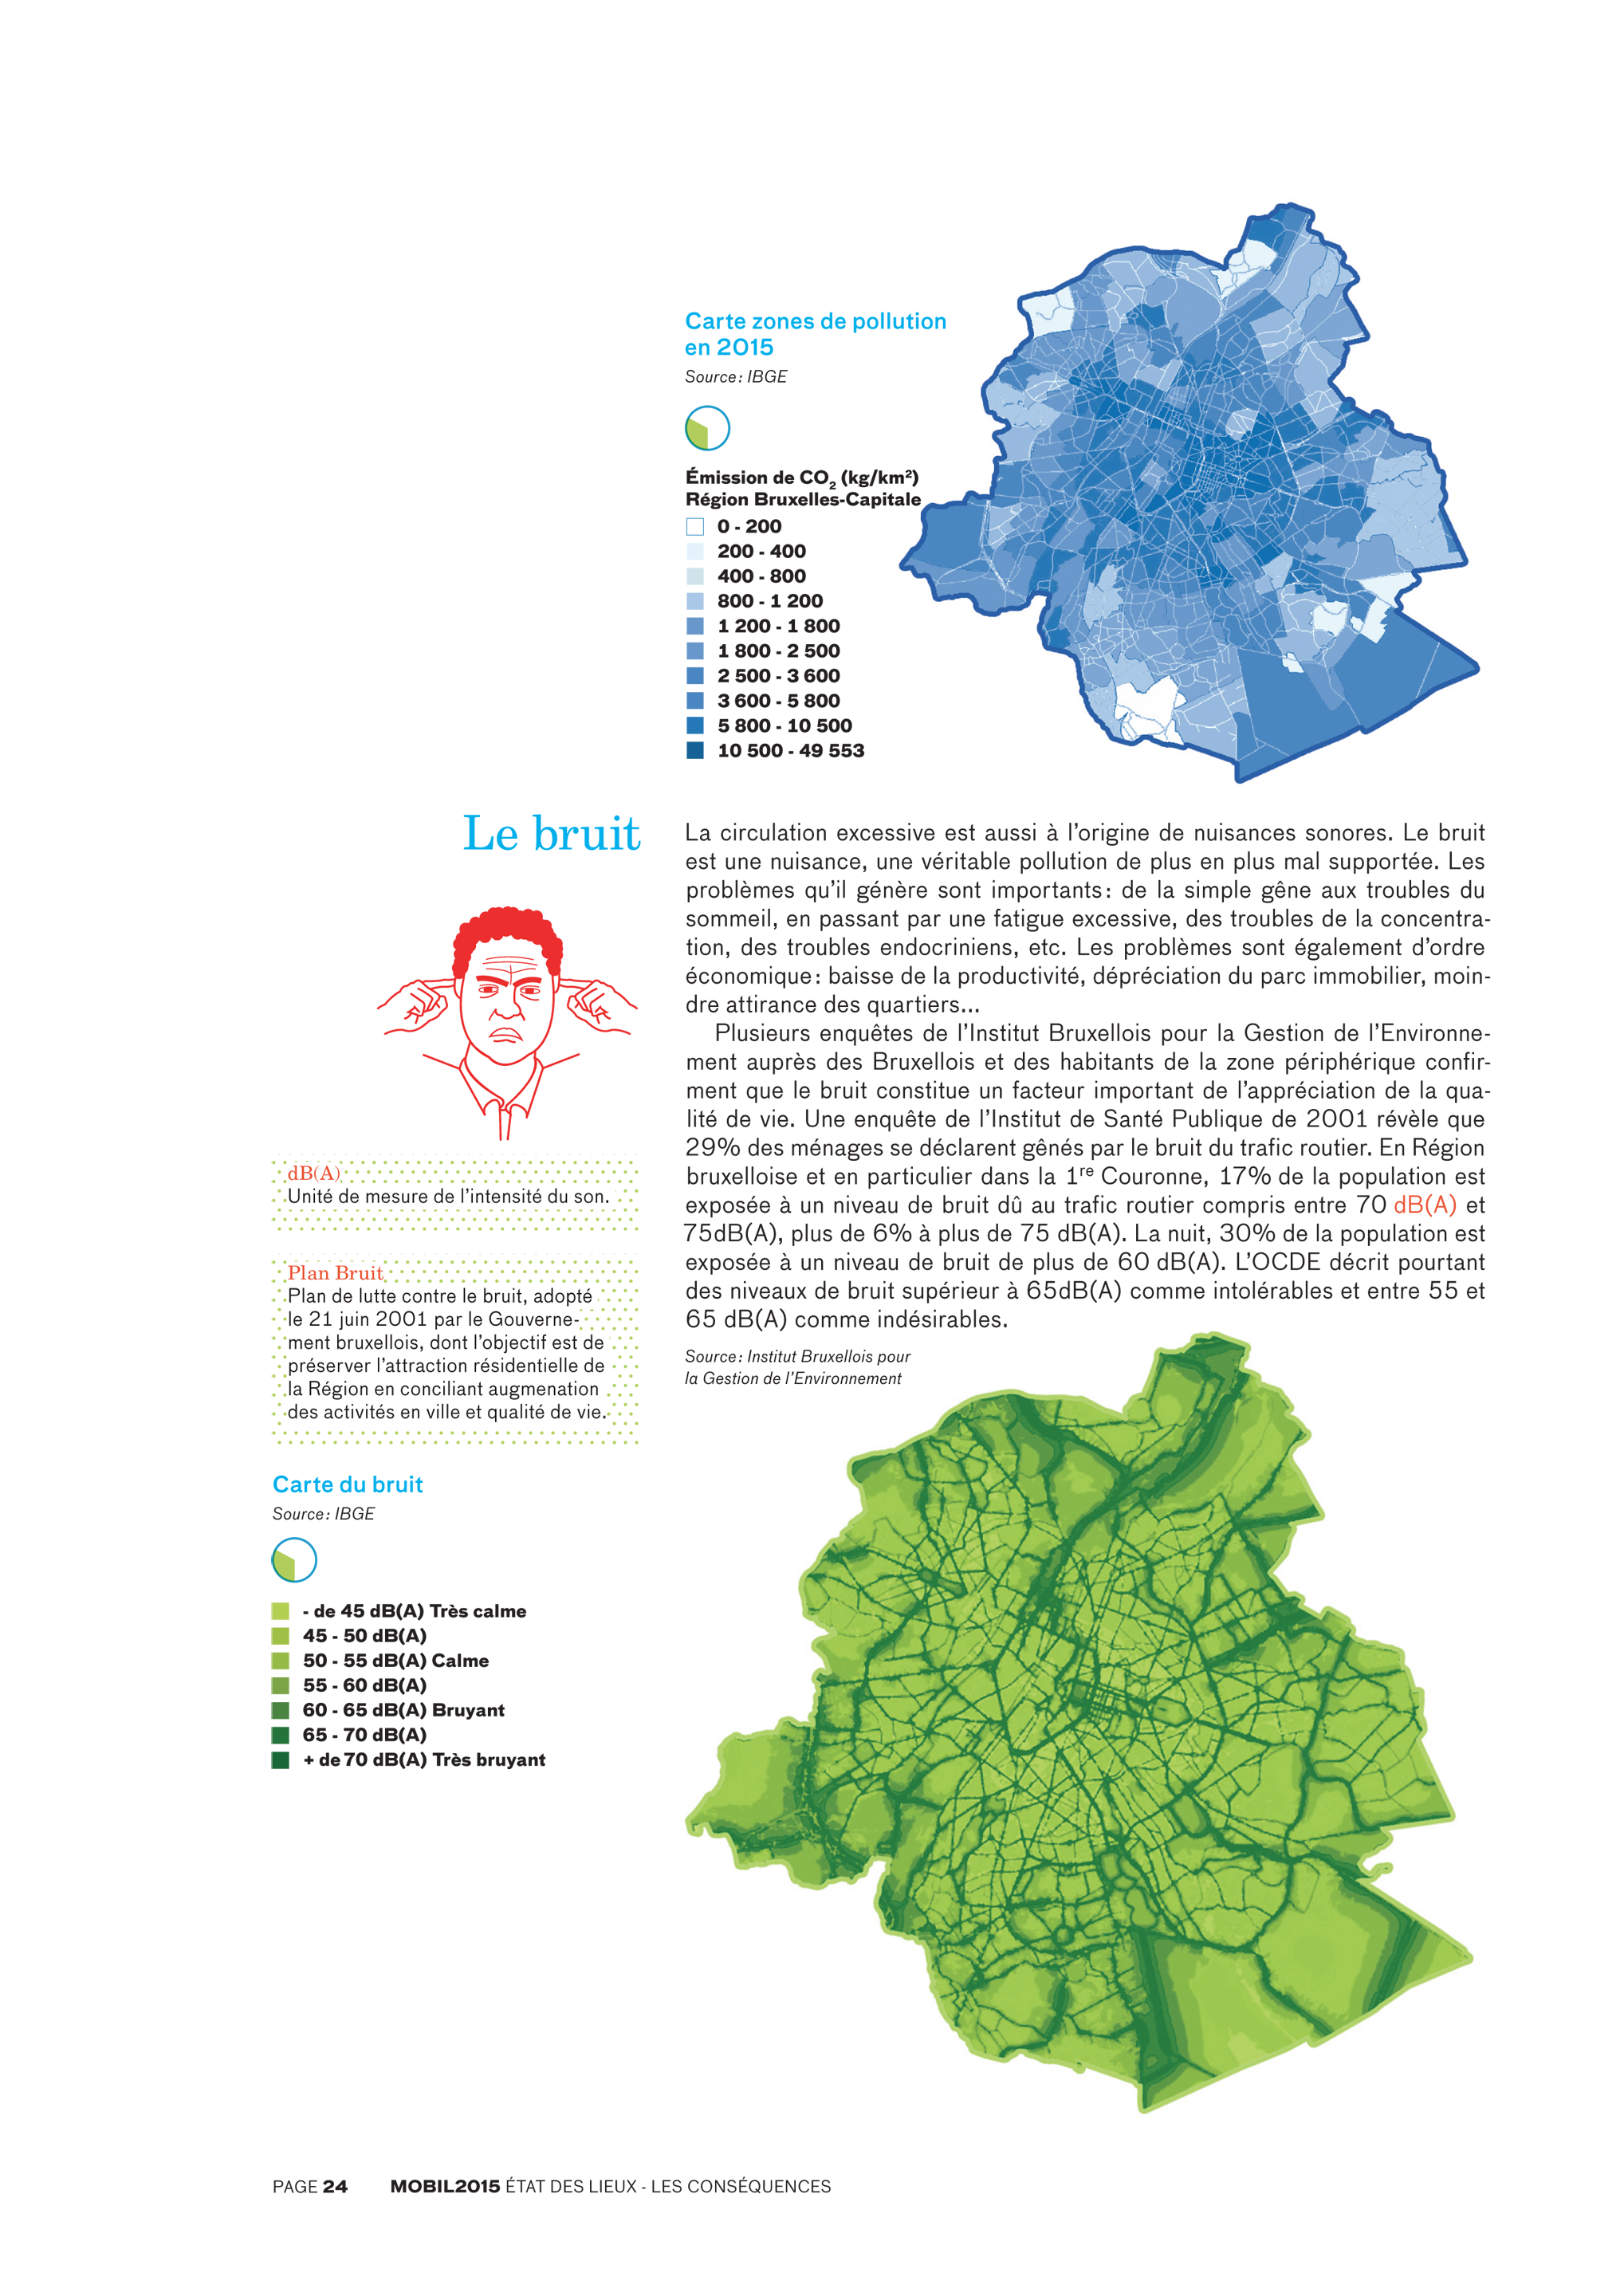 Carte zones de pollution
en 2015
Source: IBGE
Émission de CO2 (kg/km²)
Région Bruxelles-Capitale
0 - 200
200 - 400
400 - 800
800 - 1 200
1 200 - 1 800
1 800 - 2 500
2 500 - 3 600
3 600 - 5 800
5 800 - 10 500
10 500 - 49 553
Le bruit
La circulation excessive est aussi à l'origine de nuisances sonores. Le bruit
est une nuisance, une véritable pollution de plus en plus mal supportée. Les
problèmes qu'il génère sont importants: de la simple gêne aux troubles du
sommeil, en passant par une fatigue excessive, des troubles de la concentra-
tion, des troubles endocriniens, etc. Les problèmes sont également d'ordre
économique: baisse de la productivité, dépréciation du parc immobilier, moin-
dre attirance des quartiers...
Plusieurs enquêtes de l'Institut Bruxellois pour la Gestion de l'Environne-
ment auprès des Bruxellois et des habitants de la zone périphérique confir-
ment que le bruit constitue un facteur important de l'appréciation de la qua-
lité de vie. Une enquête de l'Institut de Santé Publique de 2001 révèle que
29% des ménages se déclarent gênés par le bruit du trafic routier. En Région
bruxelloise et en particulier dans la 1re Couronne, 17% de la population est
exposée à un niveau de bruit dû au trafic routier compris entre 70 dB(A) et
75dB(A), plus de 6% à plus de 75 dB(A). La nuit, 30% de la population est
exposée à un niveau de bruit de plus de 60 dB(A). L'OCDE décrit pourtant
des niveaux de bruit supérieur à 65dB(A) comme intolérables et entre 55 et
65 dB(A) comme indésirables.
Source: Institut Bruxellois pour
la Gestion de l'Environnement
dB(A)
Unité de mesure de l'intensité du son.
Plan Bruit
Plan de lutte contre le bruit, adopté
le 21 juin 2001 par le Gouverne-
ment bruxellois, dont l'objectif est de
préserver l'attraction résidentielle de
la Région en conciliant augmenation
des activités en ville et qualité de vie.
Carte du bruit
Source: IBGE
- de 45 dB(A) Très calme
45 - 50 dB(A)
50 - 55 dB(A) Calme
55 - 60 dB(A)
60 - 65 dB(A) Bruyant
65 - 70 dB(A)
+ de 70 dB(A) Très bruyant
PAGE 24 MOBIL2015 ÉTAT DES LIEUX - LES CONSÉQUENCES